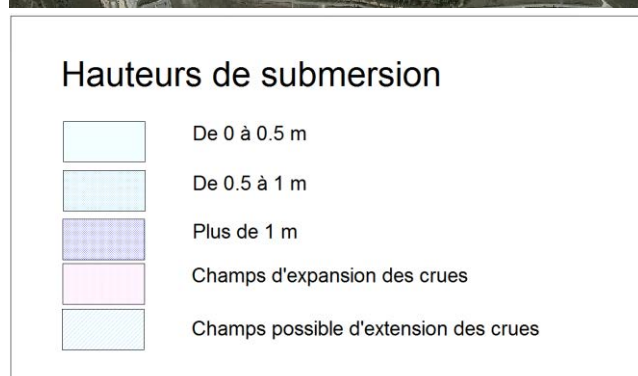 Hauteurs de submersion
De 0 à 0.5 m
De 0.5 à 1 m
Plus de 1 m
Champs d'expansion des crues
Champs possible d'extension des crues